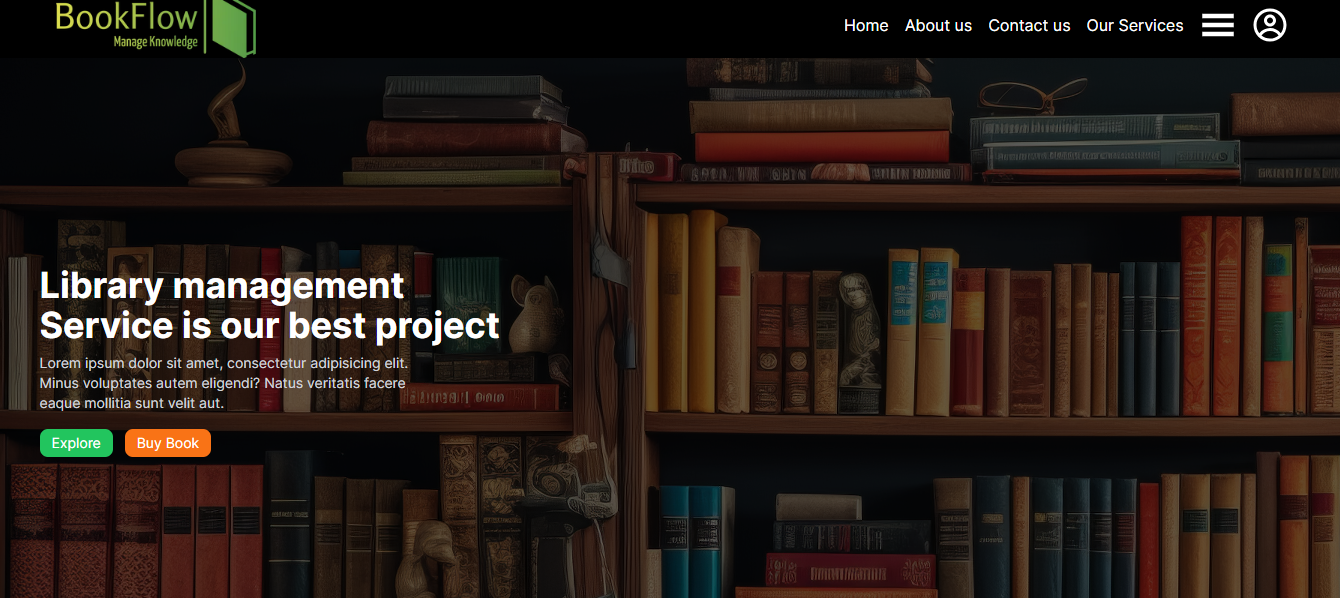 BookFlow
Manage Knowledge
Home About us Contact us Our Services
Library management
Service is our best project
Lorem ipsum dolor sit amet, consectetur adipisicing elit.
Minus voluptates autem eligendi? Natus veritatis facere
eaque mollitia sunt velit aut.
Explore Buy Book